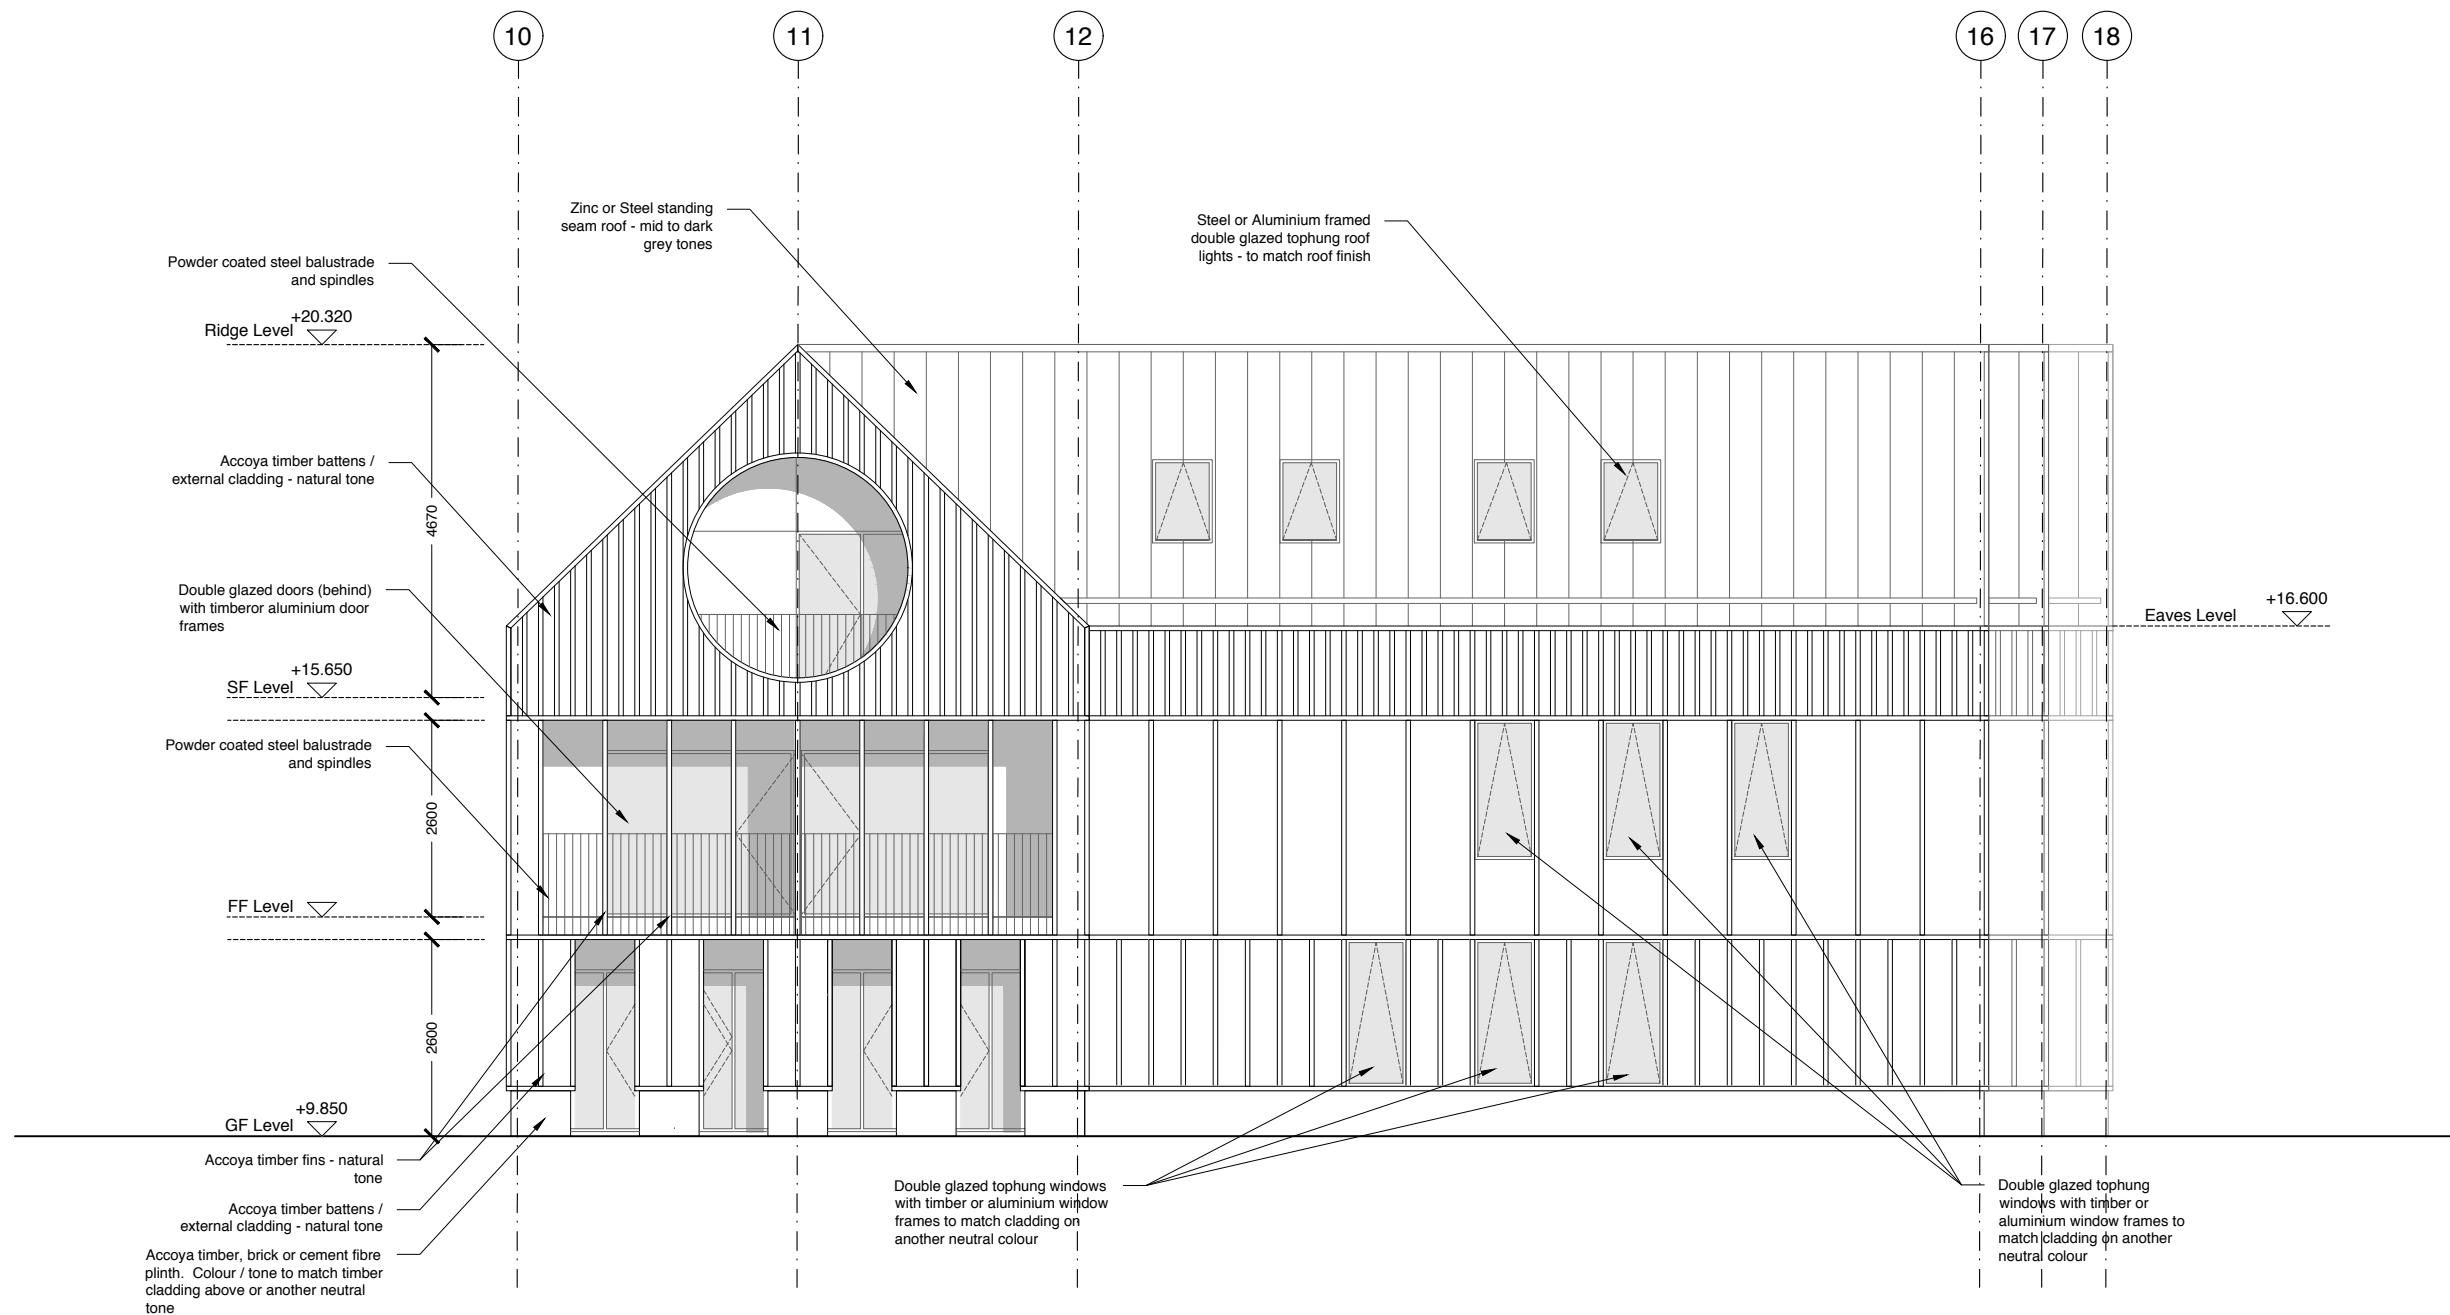 10
11
12
16
17
18
Zinc or Steel standing
seam roof - mid to dark
grey tones
Steel or Aluminium framed
double glazed tophung roof
lights - to match roof finish
Powder coated steel balustrade
and spindles
+20.320
Ridge Level
Accoya timber battens /
external cladding - natural tone
4670
Double glazed doors (behind)
with timberor aluminium door
frames
+16.600
Eaves Level
+15.650
SF Level
Powder coated steel balustrade
and spindles
2600
FF Level
2600
+9.850
GF Level
Accoya timber fins - natural
tone
Accoya timber battens /
external cladding - natural tone
Accoya timber, brick or cement fibre
plinth. Colour / tone to match timber
cladding above or another neutral
tone
Double glazed tophung windows
with timber or aluminium window
frames to match cladding on
another neutral colour
Double glazed tophung
windows with timber or
aluminium window frames to
match cladding on another
neutral colour